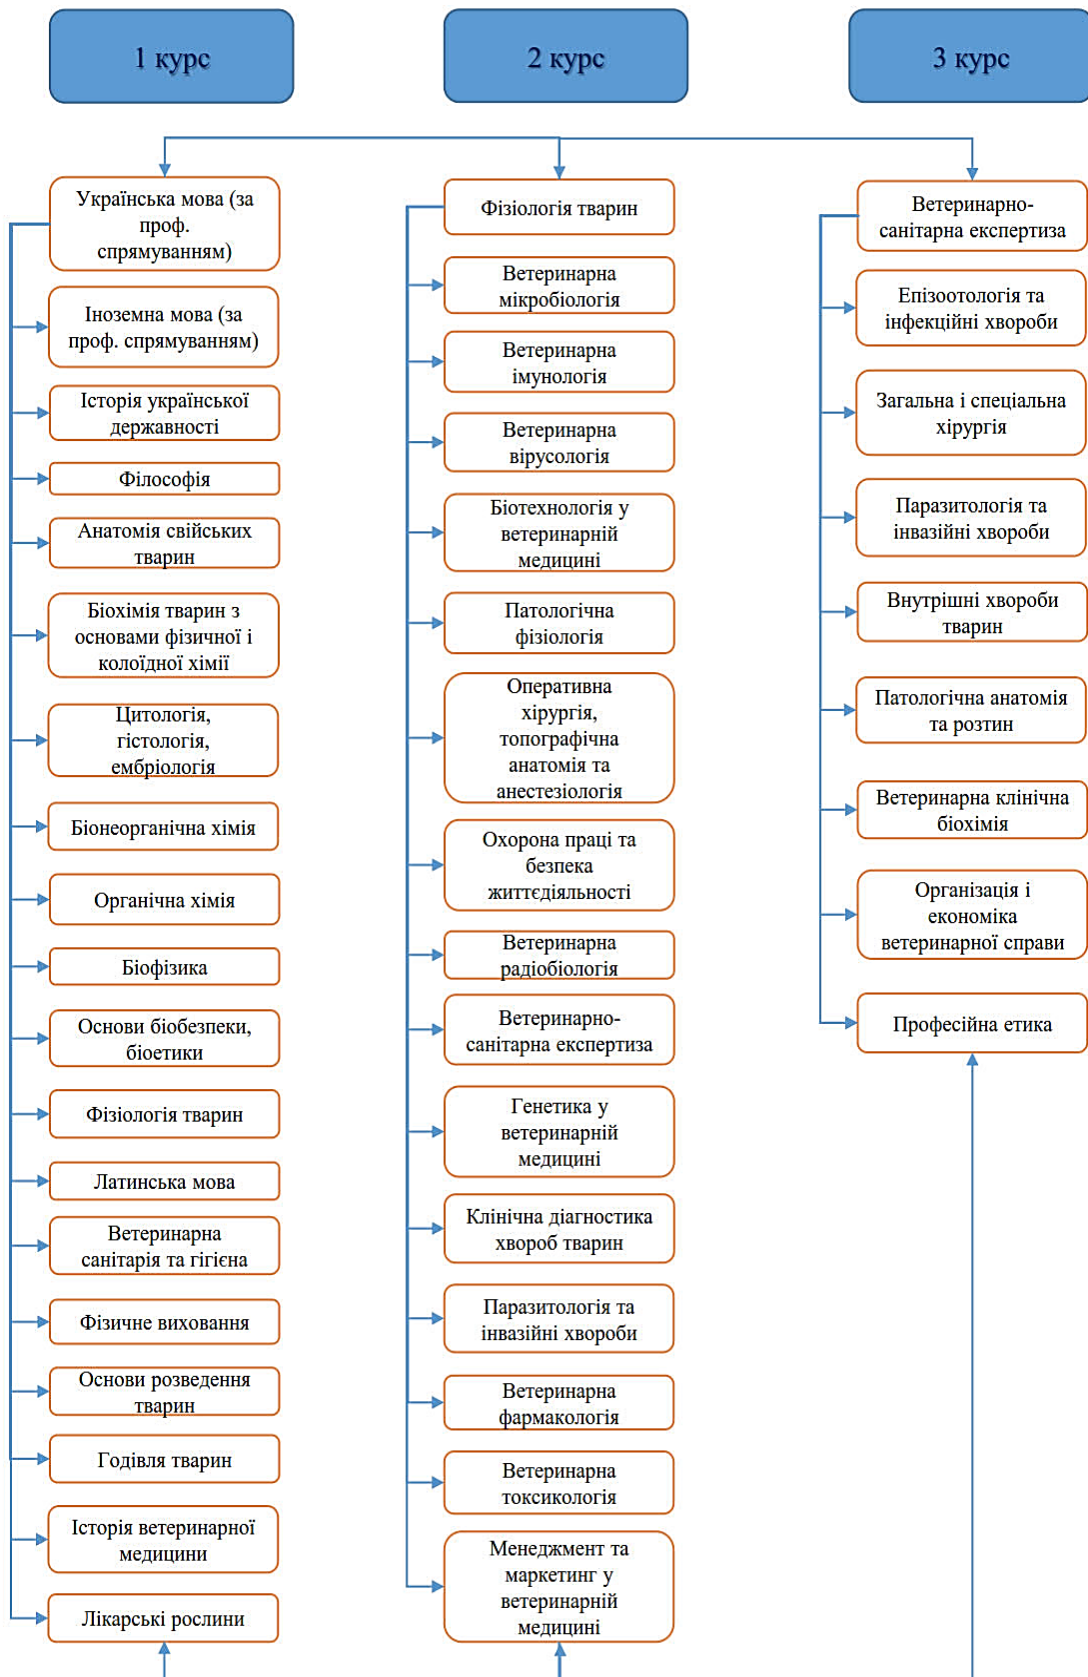 1 курс
2 курс
3 курс
Українська мова (за
проф.
спрямуванням)
Іноземна мова (за
проф. спрямуванням)
Історія української
державності
Філософія
Анатомія свійських
тварин
Біохімія тварин з
основами фізичної і
колоїдної хімії
Цитологія,
гістологія,
ембріологія
Біонеорганічна хімія
Органічна хімія
Біофізика
Основи біобезпеки,
біоетики
Фізіологія тварин
Латинська мова
Ветеринарна
санітарія та гігієна
Фізичне виховання
Основи розведення
тварин
Годівля тварин
Історія ветеринарної
медицини
Лікарські рослини
Фізіологія тварин
Ветеринарна
мікробіологія
Ветеринарна
імунологія
Ветеринарна
вірусологія
Біотехнологія у
ветеринарній
медицині
Патологічна
фізіологія
Оперативна
хірургія,
топографічна
анатомія та
анестезіологія
Охорона праці та
безпека
життєдіяльності
Ветеринарна
радіобіологія
Ветеринарно-
санітарна експертиза
Генетика у
ветеринарній
медицині
Клінічна діагностика
хвороб тварин
Паразитологія та
інвазійні хвороби
Ветеринарна
фармакологія
Ветеринарна
токсикологія
Менеджмент та
маркетинг у
ветеринарній
медицині
Ветеринарно-
санітарна експертиза
Епізоотологія та
інфекційні хвороби
Загальна і спеціальна
хірургія
Паразитологія та
інвазійні хвороби
Внутрішні хвороби
тварин
Патологічна анатомія
та розтин
Ветеринарна клінічна
біохімія
Організація і
економіка
ветеринарної справи
Професійна етика